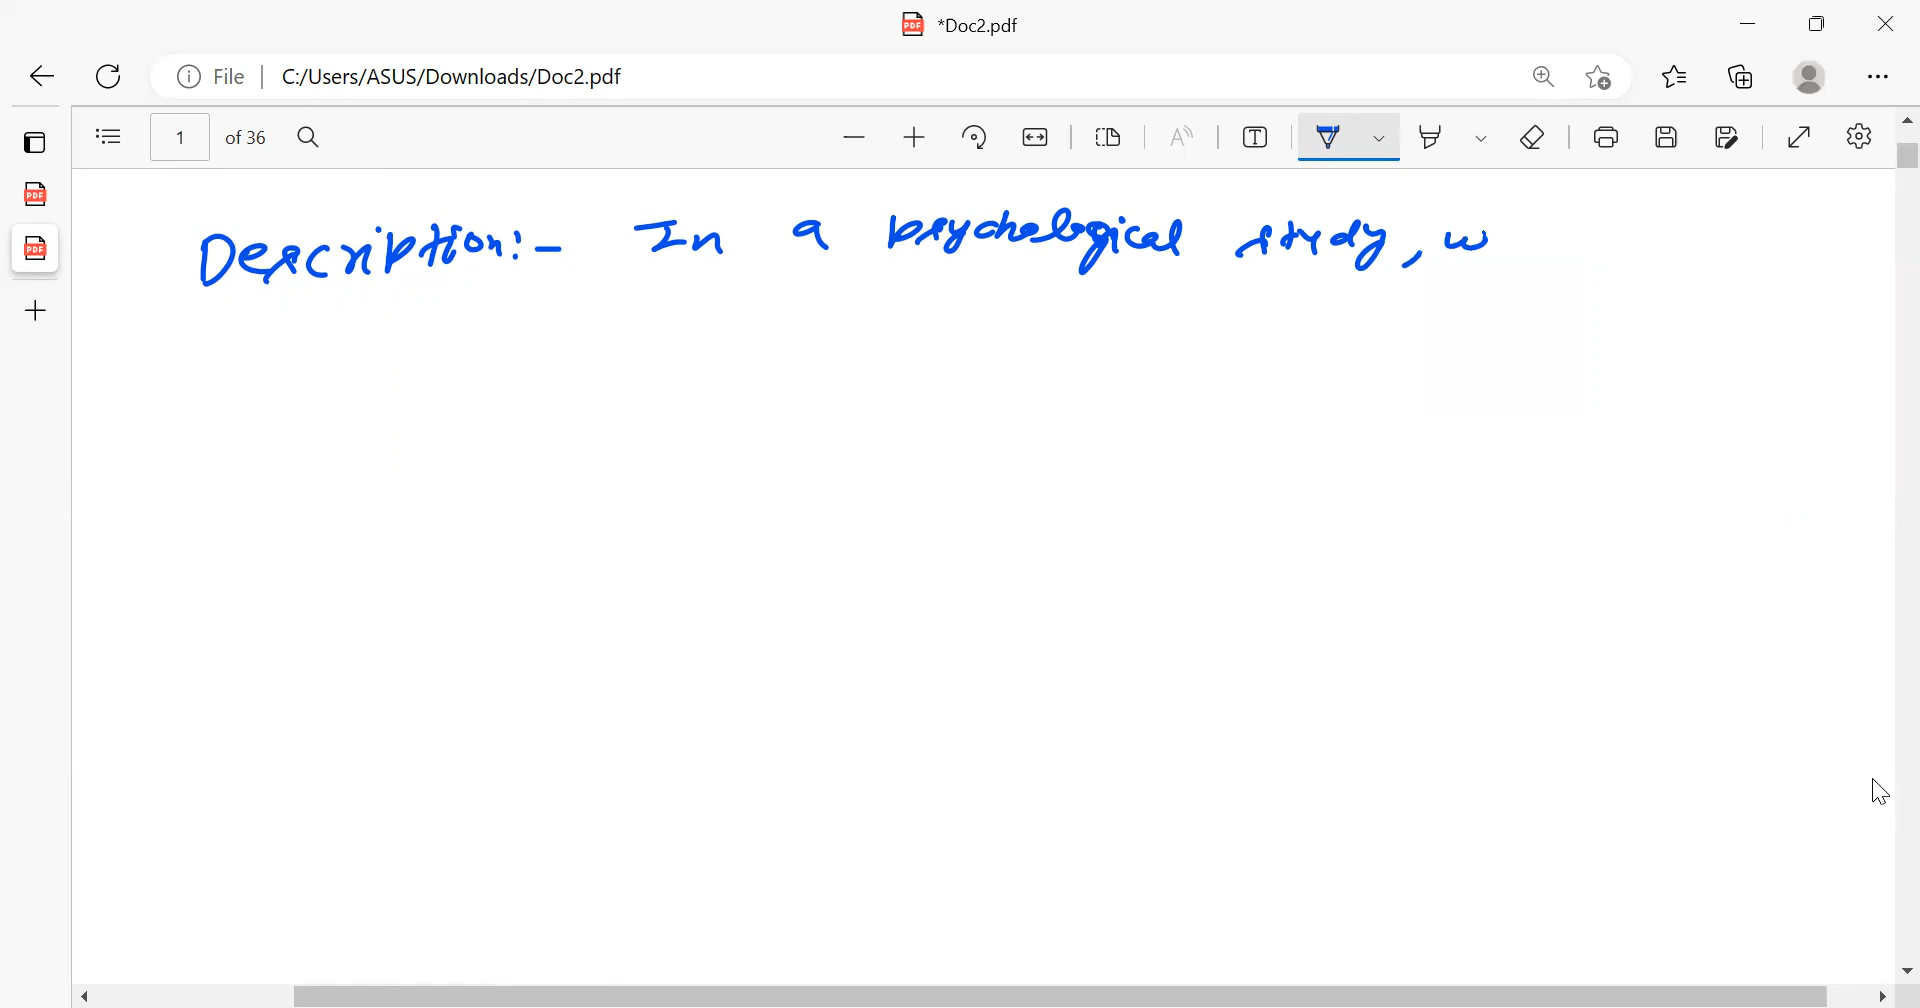 *Doc2.pdf
File | C:/Users/ASUS/Downloads/Doc2.pdf
1 of 36
Description:- In a psychological study, w